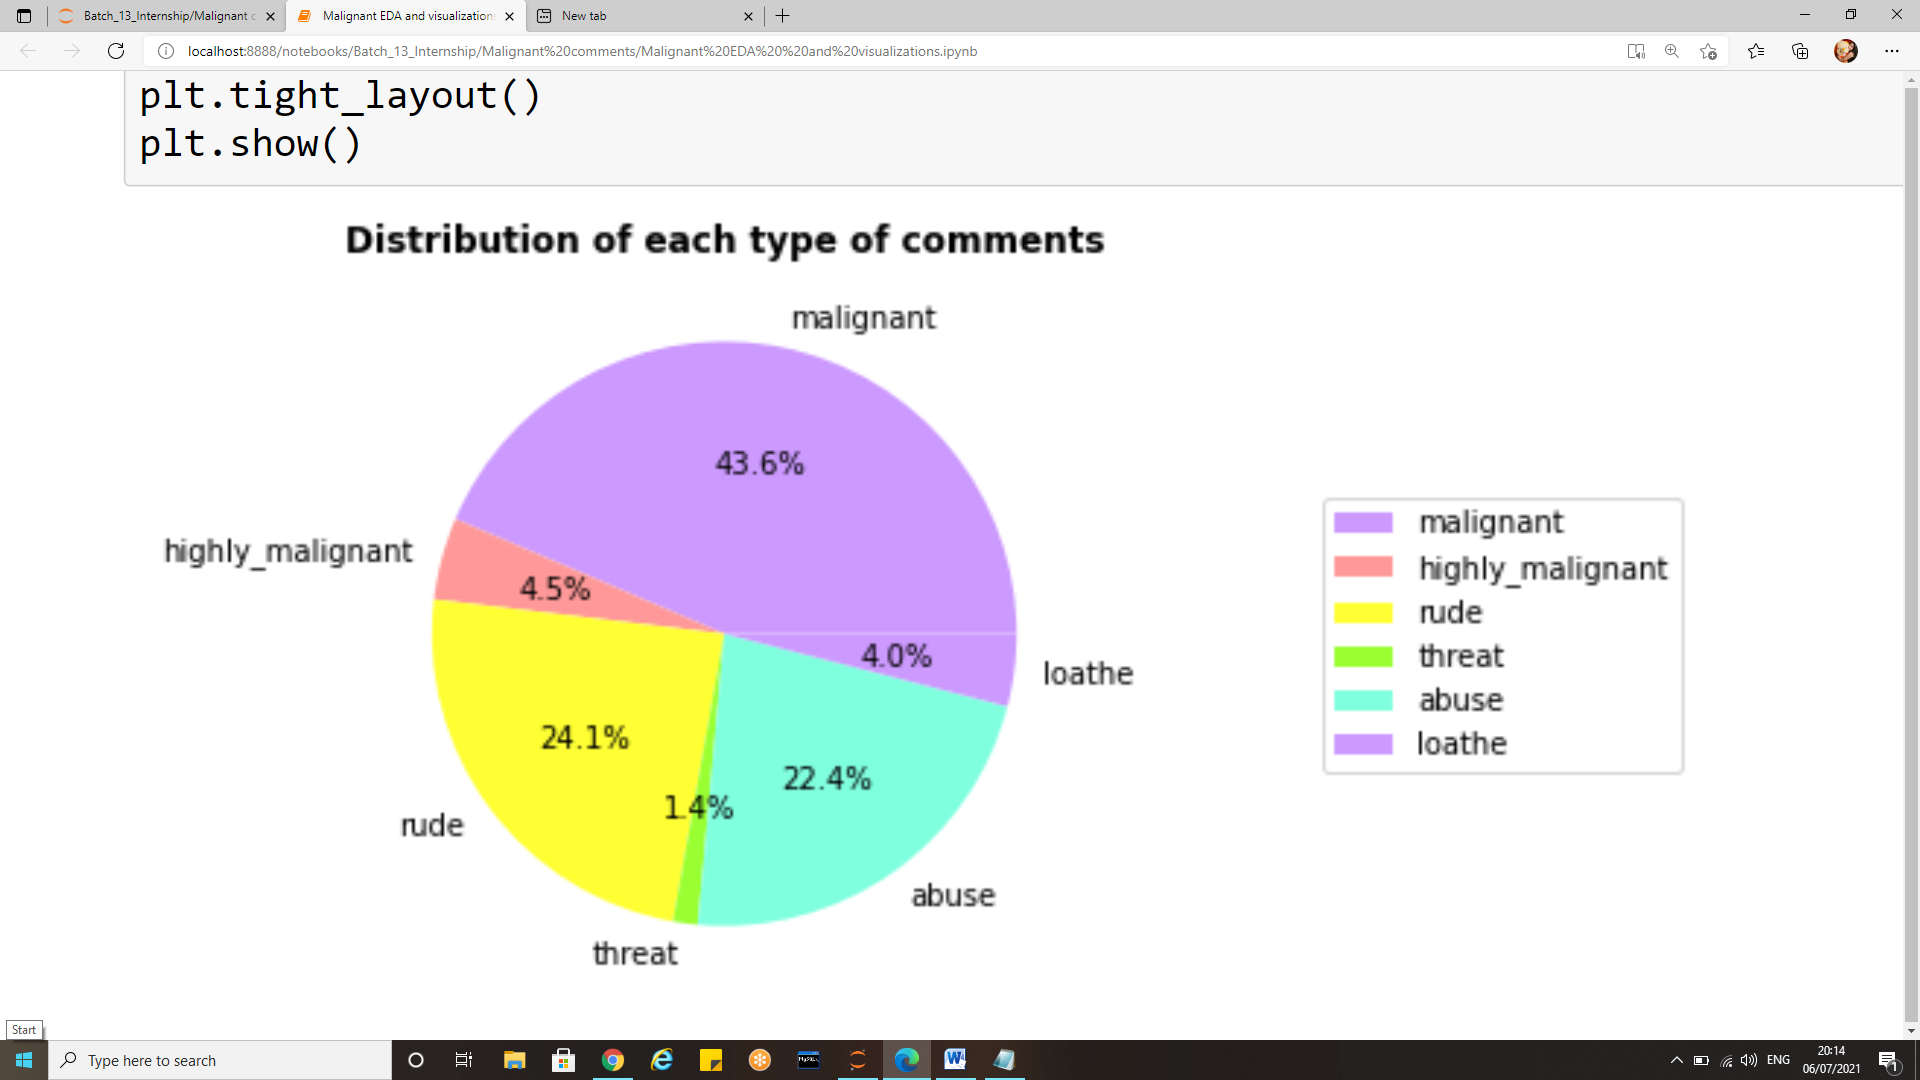 Batch_13_Internship/Malignant c
Malignant EDA and visualization
New tab
localhost:8888/notebooks/Batch_13_Internship/Malignant%20comments/Malignant%20EDA%20%20and%20visualizations.ipynb
plt.tight_layout()
plt.show()
Distribution of each type of comments
malignant
43.6%
highly_malignant
4.5%
4.0%
loathe
24.1%
22.4%
1.4%
rude
abuse
threat
malignant
highly_malignant
rude
threat
abuse
loathe
Start
Type here to search
MySQL
W
ENG
20:14
06/07/2021
1